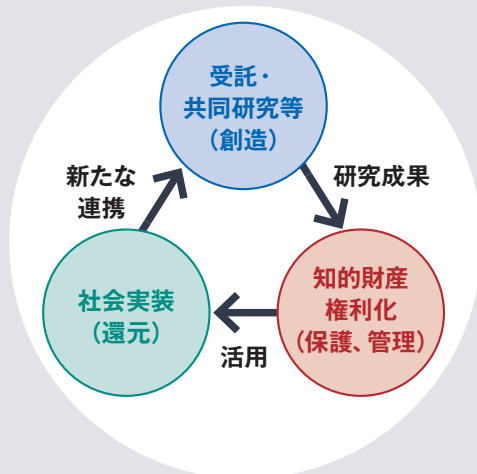 受託・
共同研究等
（創造）
研究成果
知的財産
権利化
（保護、管理）
活用
社会実装
（還元）
新たな
連携